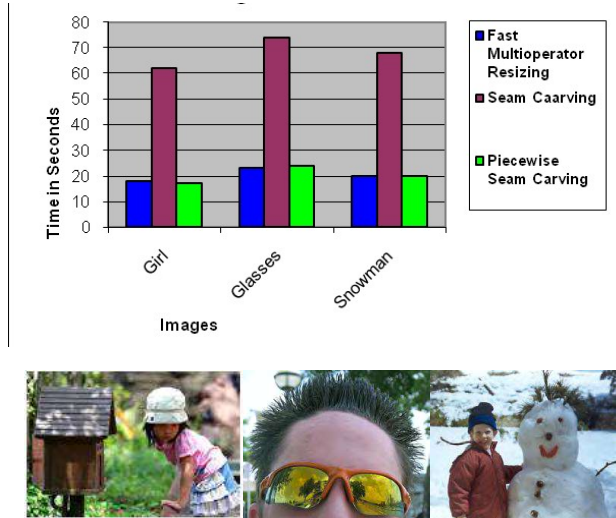 80
70
60
50
40
30
20
10
0
Time in Seconds
Girl
Glasses
Snowman
Images
Fast
Multioperator
Resizing
Seam Caarving
Piecewise
Seam Carving